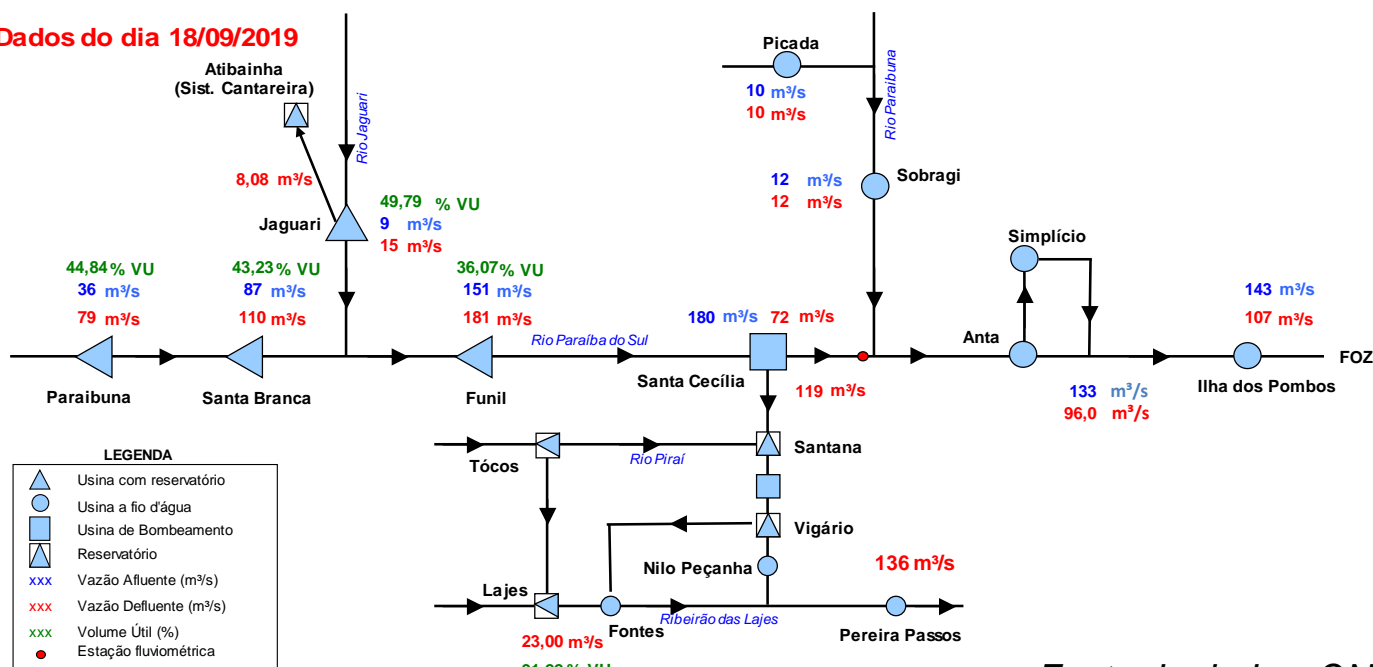 Dados do dia 18/09/2019
Atibainha
(Sist. Cantareira)
Rio Jaguari
8,08 m³/s
Jaguari
49,79 % VU
9 m³/s
15 m³/s
Picada
10 m³/s
10 m³/s
Rio Paraibuna
12 m³/s
12 m³/s
Sobragi
44,84 % VU
36 m³/s
79 m³/s
Paraibuna
43,23 % VU
87 m³/s
110 m³/s
Santa Branca
36,07 % VU
151 m³/s
181 m³/s
Funil
Rio Paraíba do Sul
180 m³/s 72 m³/s
Santa Cecília
119 m³/s
Simplício
Anta
133 m³/s
96,0 m³/s
143 m³/s
107 m³/s
Ilha dos Pombos
FOZ
Tócos
Rio Piraí
Santana
Vigário
Nilo Peçanha
136 m³/s
Lajes
Fontes
Ribeirão das Lajes
Pereira Passos
23,00 m³/s
LEGENDA
Usina com reservatório
Usina a fio d'água
Usina de Bombeamento
Reservatório
xxx Vazão Afluente (m³/s)
xxx Vazão Defluente (m³/s)
xxx Volume Útil (%)
Estação fluviométrica